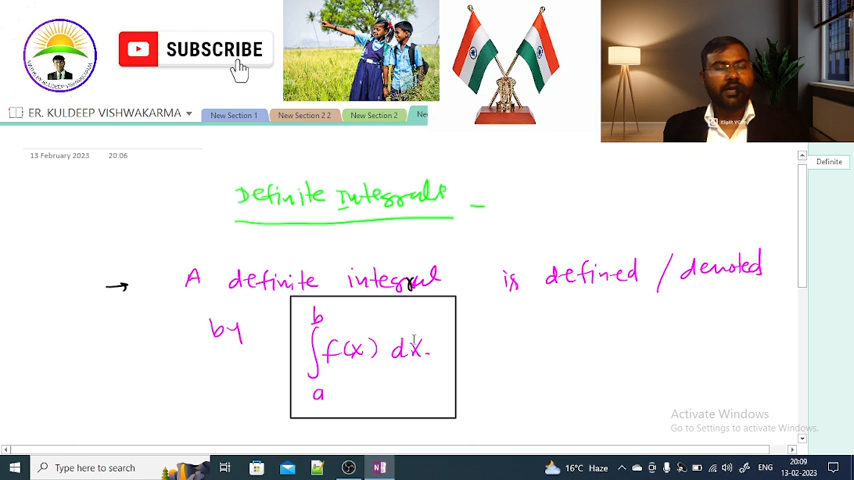 SUBSCRIBE
ER. KULDEEP VISHWAKARMA
New Section 1
New Section 2 2
New Section 2
Ne
13 February 2023 20:06
Definite
Definite Integrals -
→ A definite integral is defined / denoted
by
b
∫f(x) dx.
a
Activate Windows
Go to Settings to activate Windows.
Type here to search
16°C Haze
ENG
20:09
13-02-2023